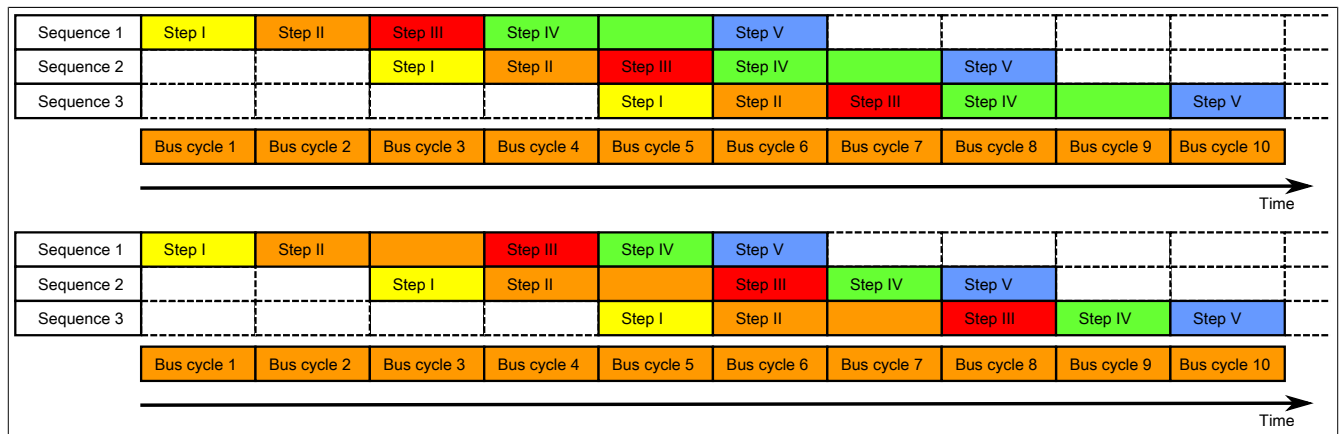 Sequence 1 Step I Step II Step III Step IV Step V
Sequence 2 Step I Step II Step III Step IV Step V
Sequence 3 Step I Step II Step III Step IV Step V
Bus cycle 1 Bus cycle 2 Bus cycle 3 Bus cycle 4 Bus cycle 5 Bus cycle 6 Bus cycle 7 Bus cycle 8 Bus cycle 9 Bus cycle 10
Time
Sequence 1 Step I Step II Step III Step IV Step V
Sequence 2 Step I Step II Step III Step IV Step V
Sequence 3 Step I Step II Step III Step IV Step V
Bus cycle 1 Bus cycle 2 Bus cycle 3 Bus cycle 4 Bus cycle 5 Bus cycle 6 Bus cycle 7 Bus cycle 8 Bus cycle 9 Bus cycle 10
Time